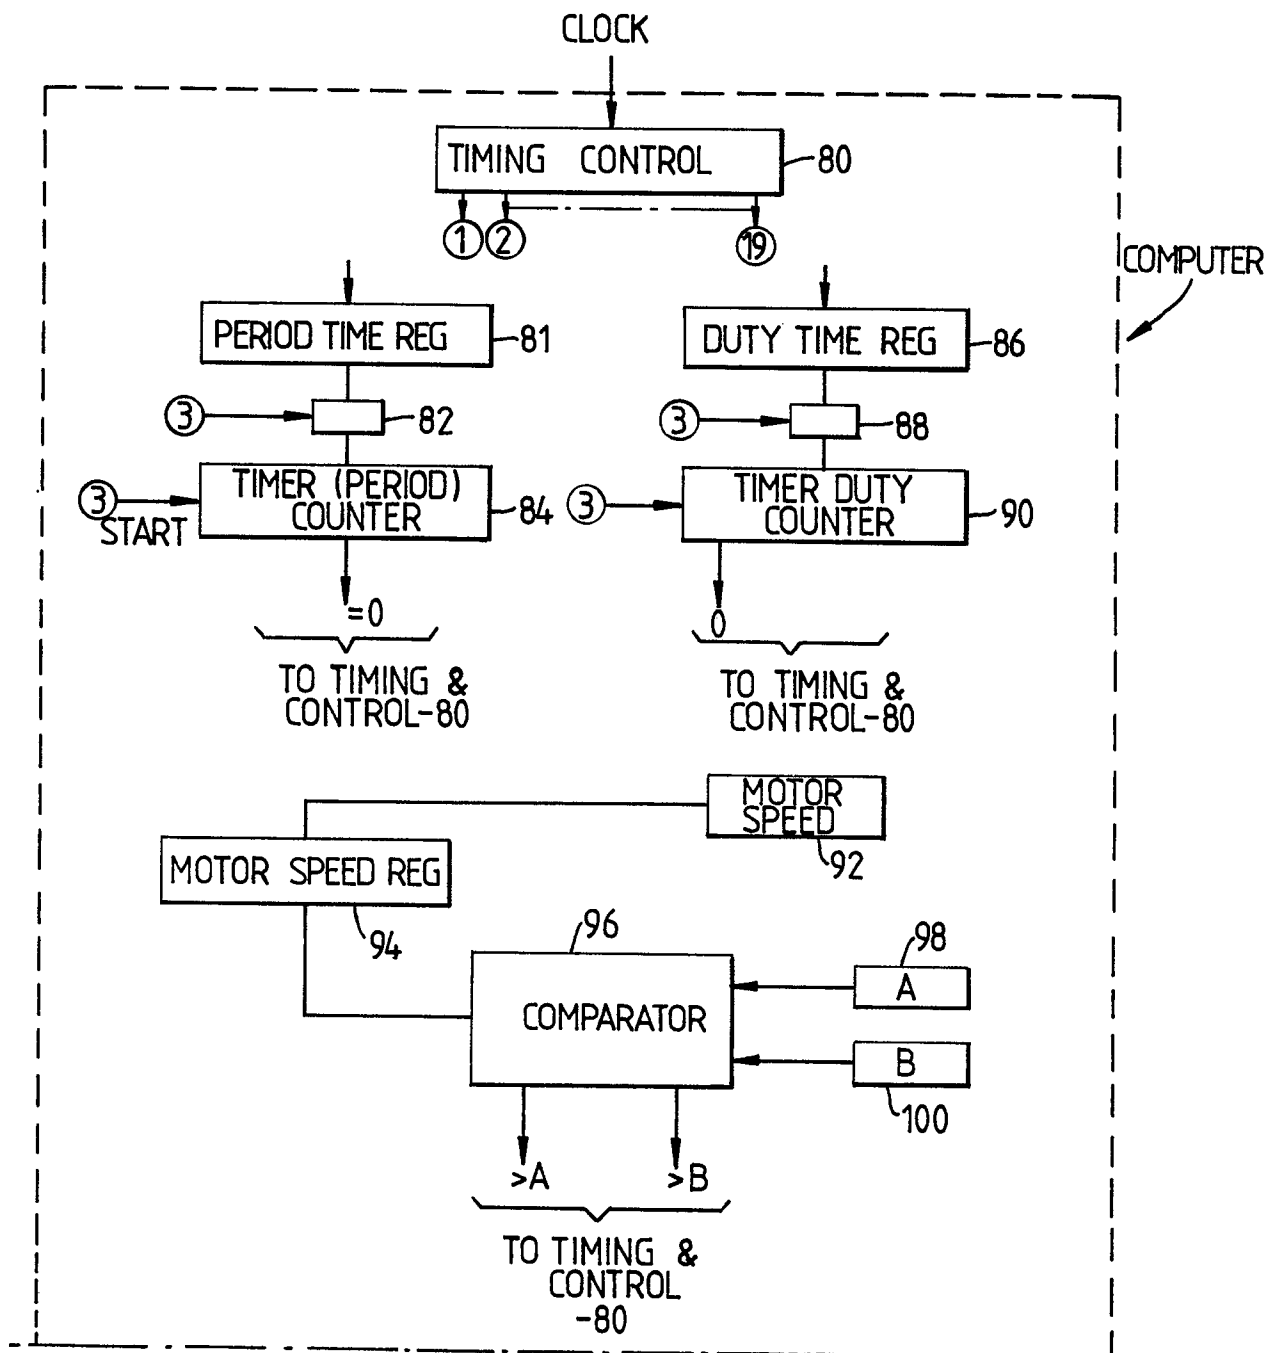 CLOCK
TIMING CONTROL
80
1 2 19
COMPUTER
PERIOD TIME REG
81
DUTY TIME REG
86
3
82
3
88
3
START
TIMER (PERIOD)
COUNTER
84
3
TIMER DUTY
COUNTER
90
=0
0
TO TIMING &
CONTROL-80
TO TIMING &
CONTROL-80
MOTOR
SPEED
92
MOTOR SPEED REG
94
96
COMPARATOR
98
A
B
100
>A >B
TO TIMING &
CONTROL
-80